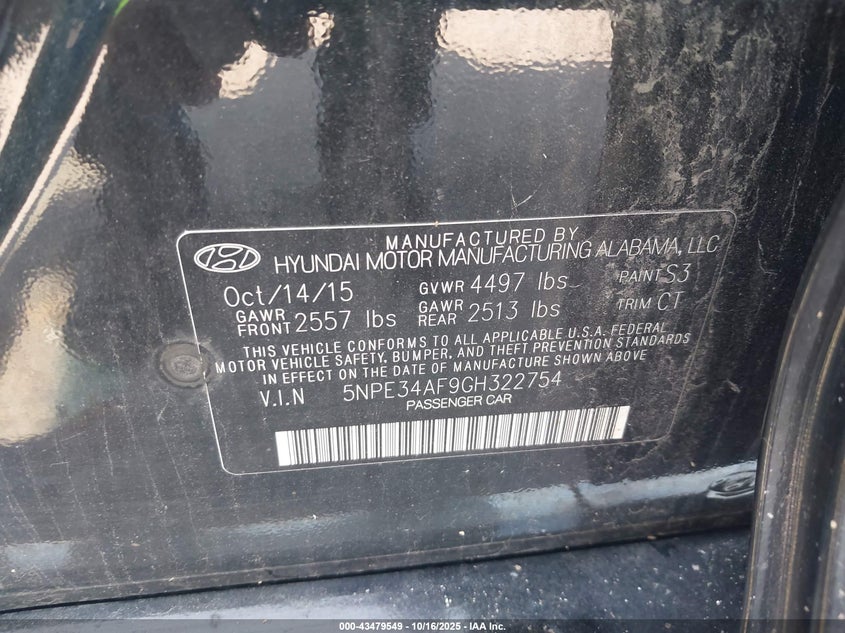 MANUFACTURED BY
HYUNDAI MOTOR MANUFACTURING ALABAMA, LLC
Oct/14/15 GVWR 4497 lbs PAINT S3
GAWR FRONT 2557 lbs GAWR REAR 2513 lbs TRIM CT
THIS VEHICLE CONFORMS TO ALL APPLICABLE U.S.A. FEDERAL
MOTOR VEHICLE SAFETY, BUMPER, AND THEFT PREVENTION STANDARDS
IN EFFECT ON THE DATE OF MANUFACTURE SHOWN ABOVE
V.I.N 5NPE34AF9GH322754
PASSENGER CAR
000-43479549 - 10/16/2025 - IAA Inc.